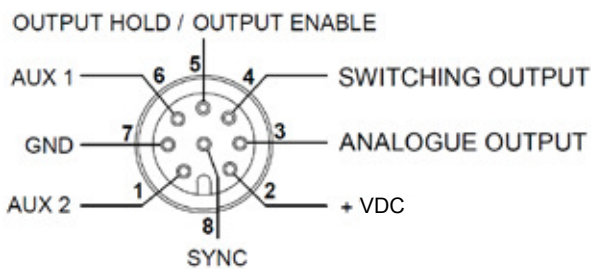 OUTPUT HOLD / OUTPUT ENABLE
AUX 1
6
5
4
SWITCHING OUTPUT
GND
7
3
ANALOGUE OUTPUT
AUX 2
1
2
+ VDC
8
SYNC